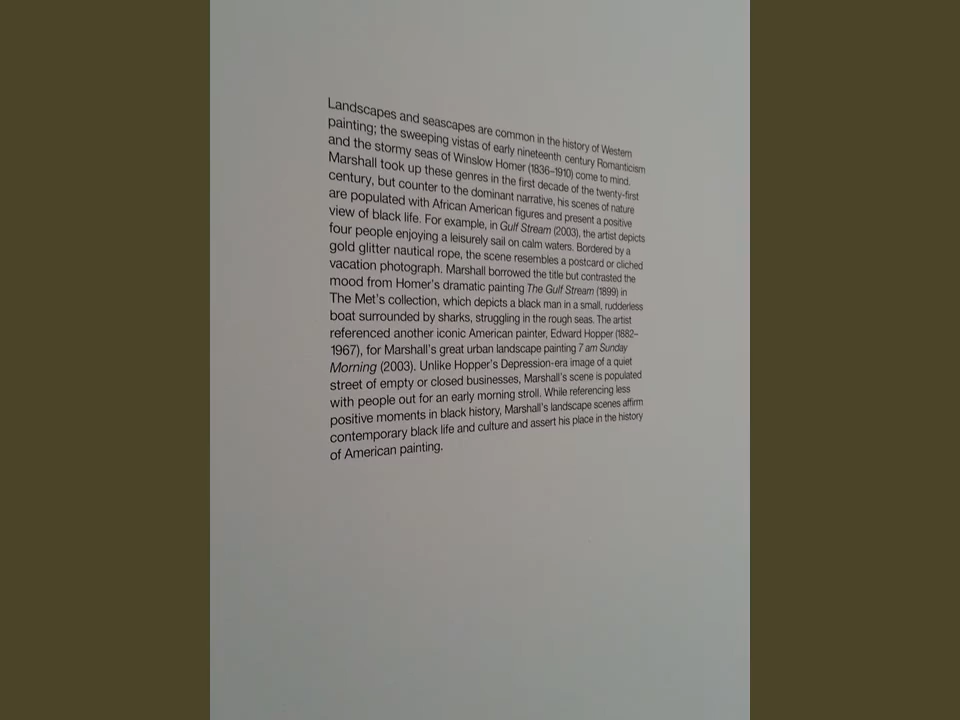 Landscapes and seascapes are common in the history of Western
painting; the sweeping vistas of early nineteenth century Romanticism
and the stormy seas of Winslow Homer (1836–1910) come to mind.
Marshall took up these genres in the first decade of the twenty-first
century, but counter to the dominant narrative, his scenes of nature
are populated with African American figures and present a positive
view of black life. For example, in Gulf Stream (2003), the artist depicts
four people enjoying a leisurely sail on calm waters. Bordered by a
gold glitter nautical rope, the scene resembles a postcard or cliched
vacation photograph. Marshall borrowed the title but contrasted the
mood from Homer's dramatic painting The Gulf Stream (1899) in
The Met's collection, which depicts a black man in a small, rudderless
boat surrounded by sharks, struggling in the rough seas. The artist
referenced another iconic American painter, Edward Hopper (1882–
1967), for Marshall's great urban landscape painting 7 am Sunday
Morning (2003). Unlike Hopper's Depression-era image of a quiet
street of empty or closed businesses, Marshall's scene is populated
with people out for an early morning stroll. While referencing less
positive moments in black history, Marshall's landscape scenes affirm
contemporary black life and culture and assert his place in the history
of American painting.